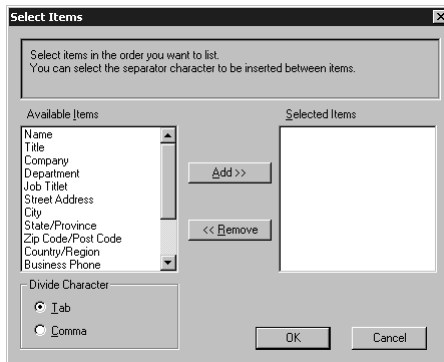 Select Items
Select items in the order you want to list.
You can select the separator character to be inserted between items.
Available Items
Selected Items
Name
Title
Company
Department
Job Titlet
Street Address
City
State/Province
Zip Code/Post Code
Country/Region
Business Phone
Add >>
<< Remove
Divide Character
Tab
Comma
OK
Cancel